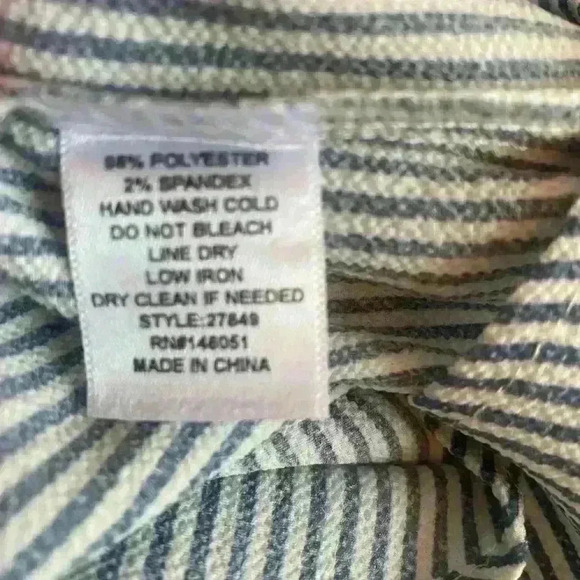 98% POLYESTER
2% SPANDEX
HAND WASH COLD
DO NOT BLEACH
LINE DRY
LOW IRON
DRY CLEAN IF NEEDED
STYLE:27849
RN#146051
MADE IN CHINA